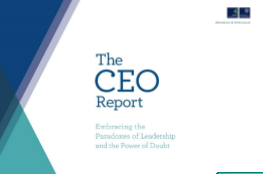 The
CEO
Report
Embracing the
Paradoxes of Leadership
and the Power of Doubt